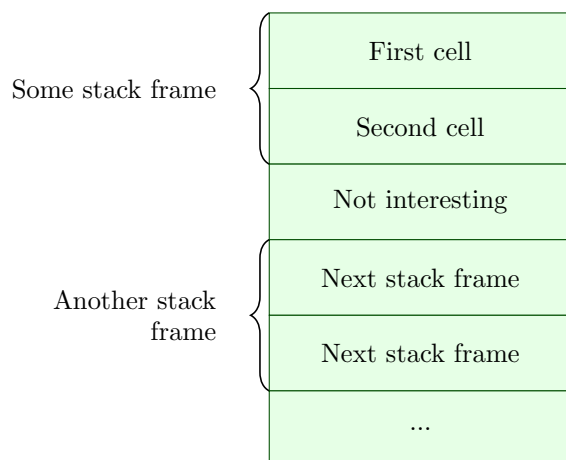 First cell
Some stack frame
Second cell
Not interesting
Next stack frame
Another stack
frame
Next stack frame
...